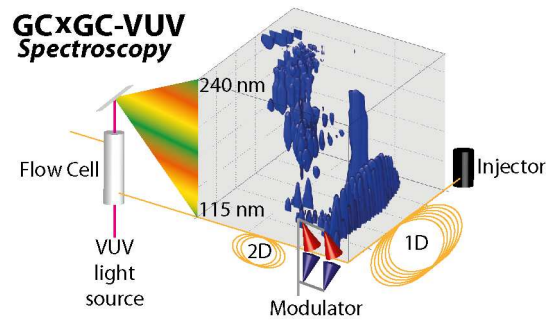 GCxGC-VUV
Spectroscopy
240 nm
Flow Cell
Injector
115 nm
2D
1D
VUV
light
source
Modulator